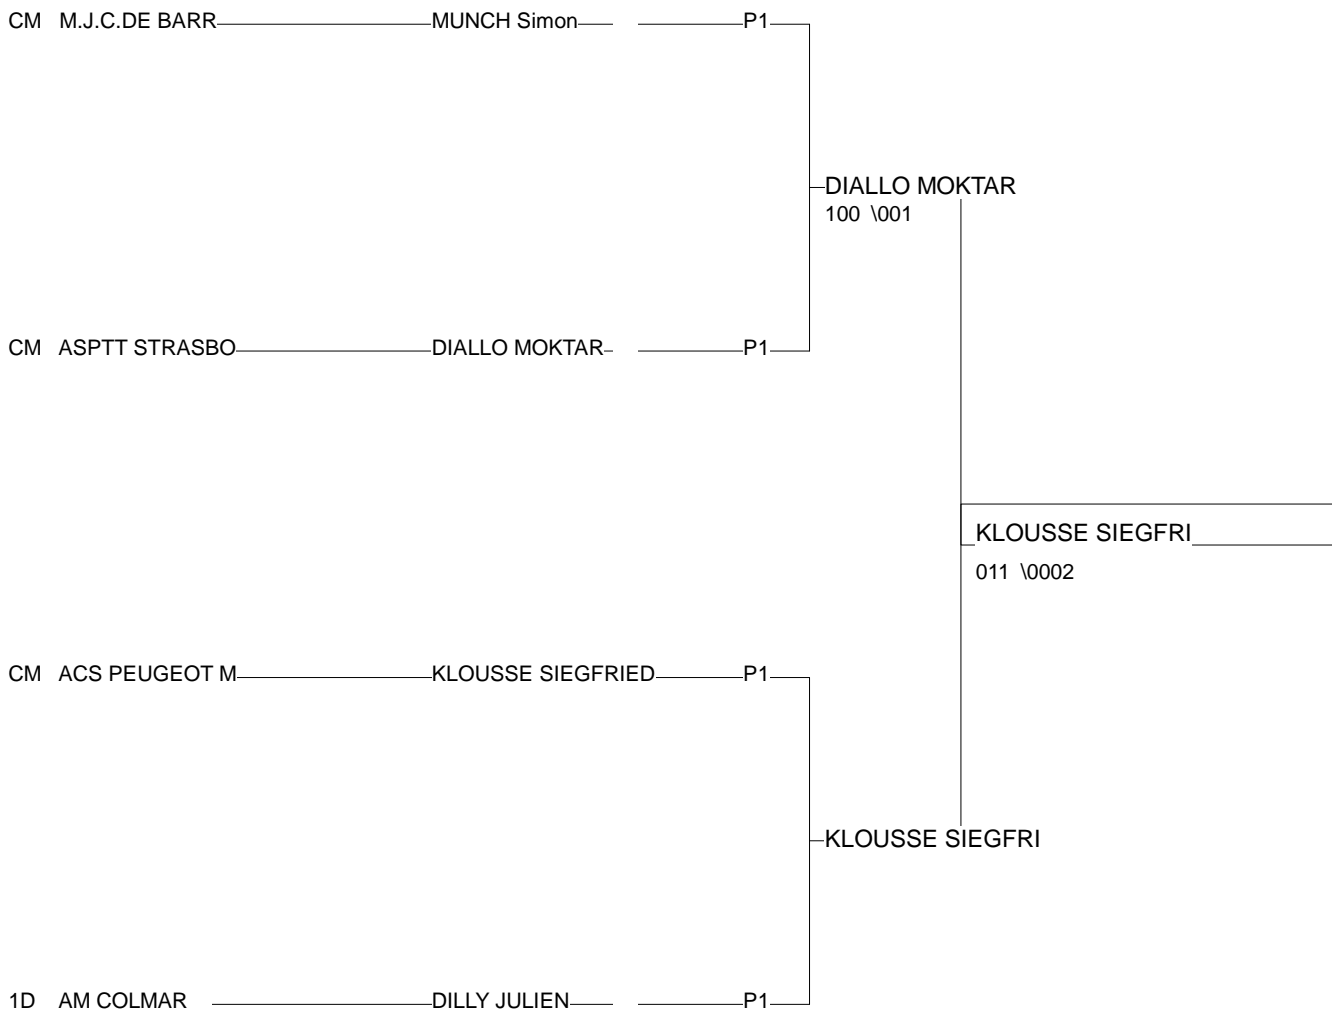 CM M.J.C.DE BARR MUNCH Simon P1
DIALLO MOKTAR
100 \001
CM ASPTT STRASBO DIALLO MOKTAR P1
KLOUSSE SIEGFRI
011 \0002
CM ACS PEUGEOT M KLOUSSE SIEGFRIED P1
KLOUSSE SIEGFRI
1D AM COLMAR DILLY JULIEN P1